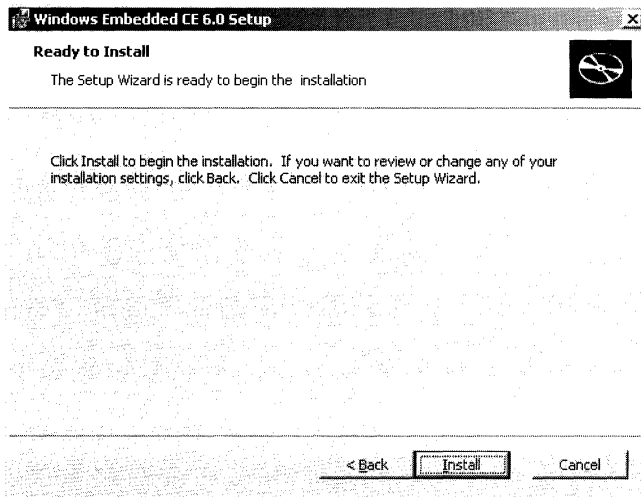 Windows Embedded CE 6.0 Setup
Ready to Install
The Setup Wizard is ready to begin the installation
Click Install to begin the installation. If you want to review or change any of your
installation settings, click Back. Click Cancel to exit the Setup Wizard.
< Back Install Cancel